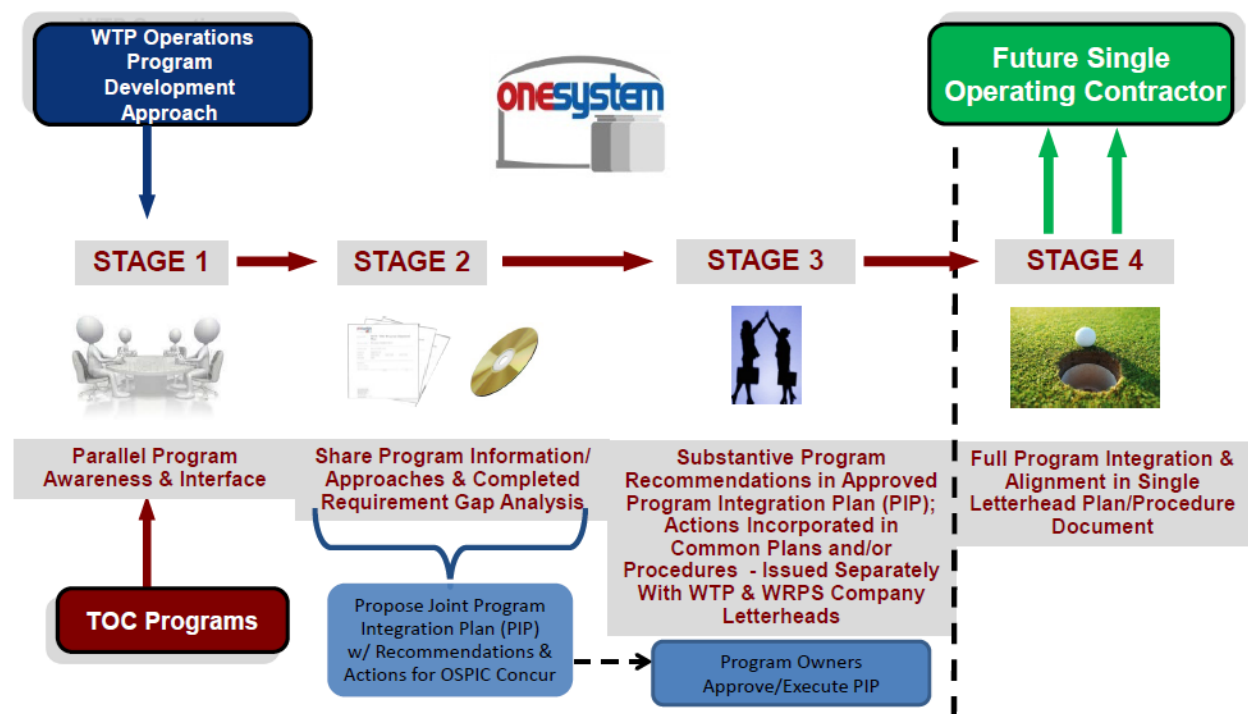 WTP Operations
Program
Development
Approach
onesystem
Future Single
Operating Contractor
STAGE 1
STAGE 2
STAGE 3
STAGE 4
Parallel Program
Awareness & Interface
Share Program Information/
Approaches & Completed
Requirement Gap Analysis
Substantive Program
Recommendations in Approved
Program Integration Plan (PIP);
Actions Incorporated in
Common Plans and/or
Procedures - Issued Separately
With WTP & WRPS Company
Letterheads
Full Program Integration &
Alignment in Single
Letterhead Plan/Procedure
Document
TOC Programs
Propose Joint Program
Integration Plan (PIP)
w/ Recommendations &
Actions for OSPIC Concur
Program Owners
Approve/Execute PIP